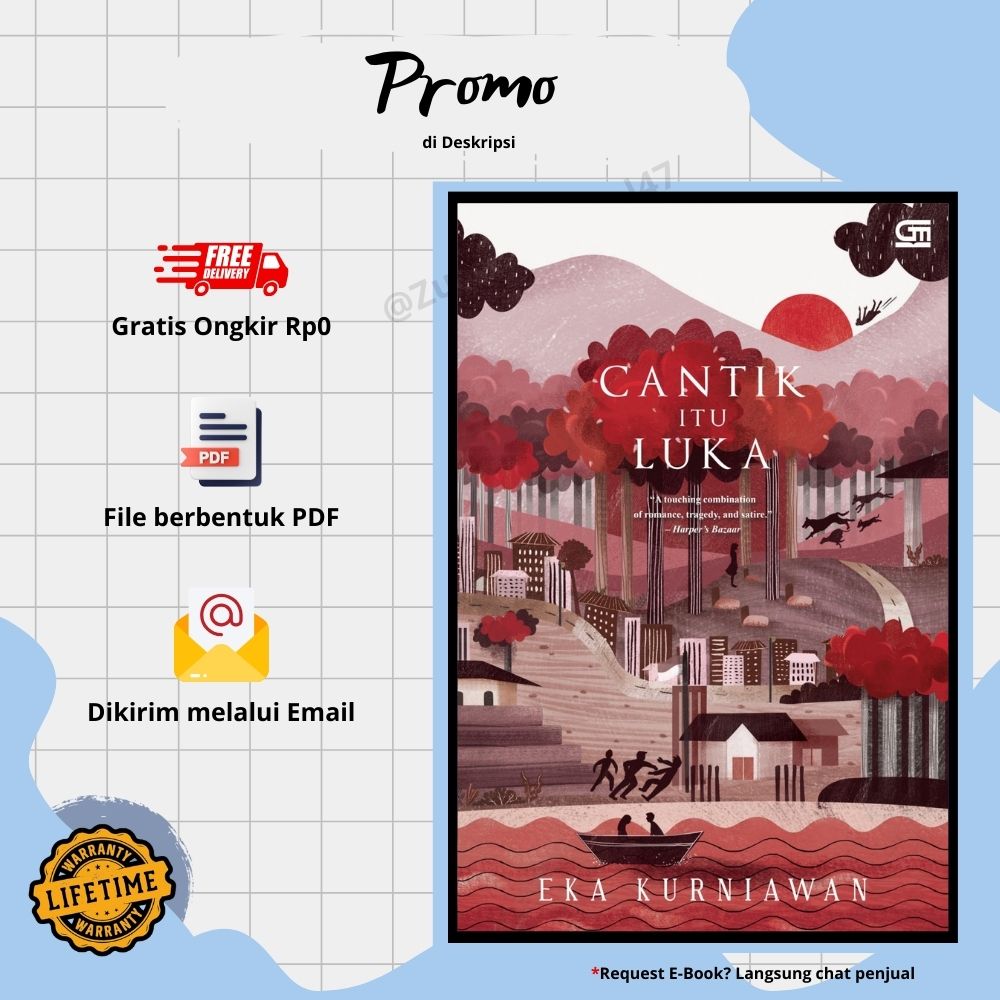 Promo
di Deskripsi
FREE
DELIVERY
Gratis Ongkir Rp0
PDF
File berbentuk PDF
@
Dikirim melalui Email
WARRANTY
LIFETIME
WARRANTY
GM
CANTIK
ITU
LUKA
“A touching combination
of romance, tragedy, and satire.”
– Harper’s Bazaar
EKA KURNIAWAN
*Request E-Book? Langsung chat penjual